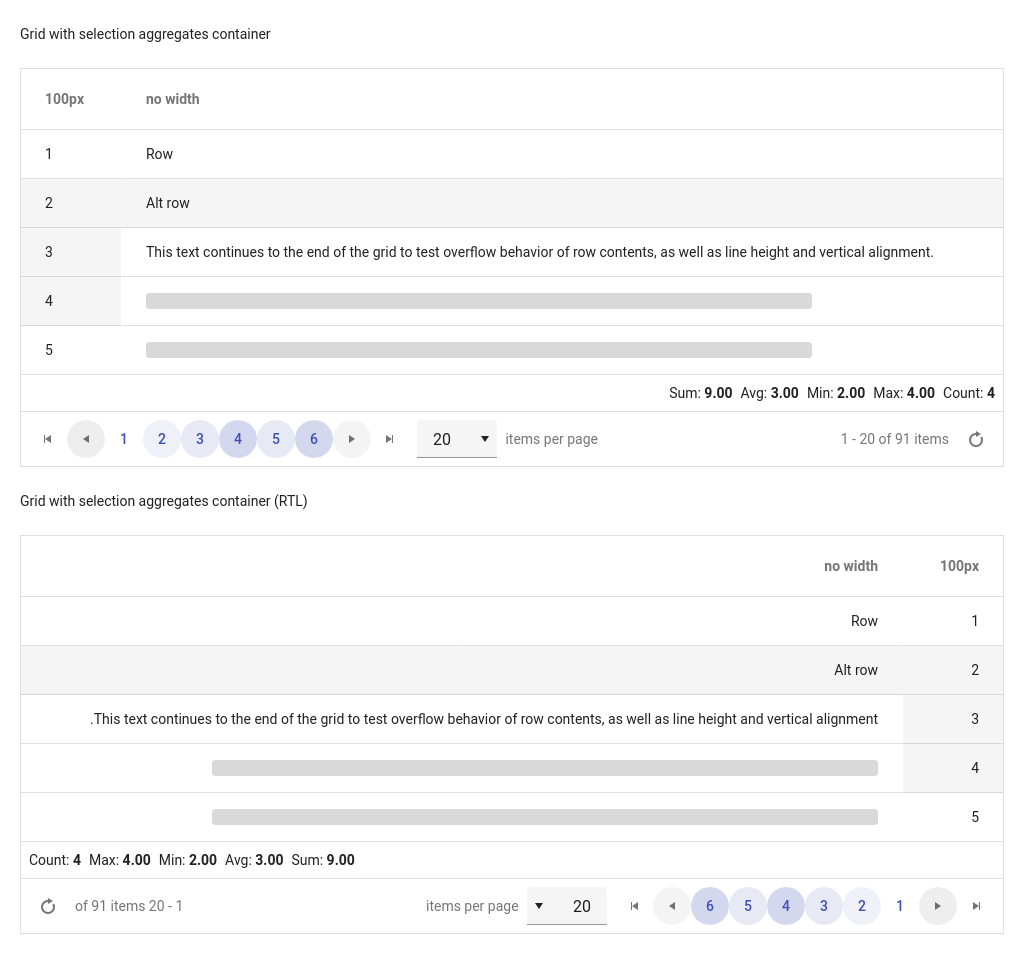 Grid with selection aggregates container
100px no width
1 Row
2 Alt row
3 This text continues to the end of the grid to test overflow behavior of row contents, as well as line height and vertical alignment.
4
5
Sum: 9.00 Avg: 3.00 Min: 2.00 Max: 4.00 Count: 4
1 2 3 4 5 6 20 items per page 1 - 20 of 91 items
Grid with selection aggregates container (RTL)
no width 100px
Row 1
Alt row 2
.This text continues to the end of the grid to test overflow behavior of row contents, as well as line height and vertical alignment 3
4
5
Count: 4 Max: 4.00 Min: 2.00 Avg: 3.00 Sum: 9.00
of 91 items 20 - 1 items per page 20 6 5 4 3 2 1